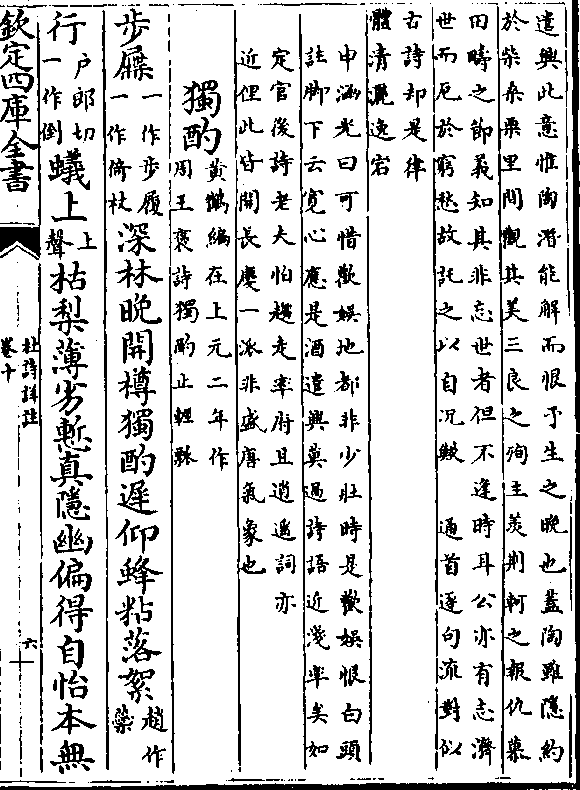 遣興此意惟陶潛能解而恨予生之晚也蓋陶雖隱約
於柴桑栗里間觀其美三良之殉主羨荆軻之報仇慕
田疇之節義知其非忘世者但不逢時耳公亦有志濟
世而厄於窮愁故託之以自况歟　通首逐句流對似
古詩却是律
體清灑逸宕
申涵光曰可惜歡娛地都非少壯時是歡娛恨白頭
註脚下云寛心應是酒遣興莫過詩語近淺率矣如
定官後詩老夫怕趨走率府且逍遥詞亦
近俚此皆開長慶一派非盛唐氣象也
獨酌黄鶴編在上元二年作
周王褒詩獨酌止輕瓢
步屧一作步履
一作倚杖深林晚開樽獨酌遲仰蜂粘落絮趙作
蘂
行户郎切
一作倒蟻上上
聲枯梨薄劣慙真隱幽偏得自怡本無
欽定四庫全書
杜詩詳註
卷十
六